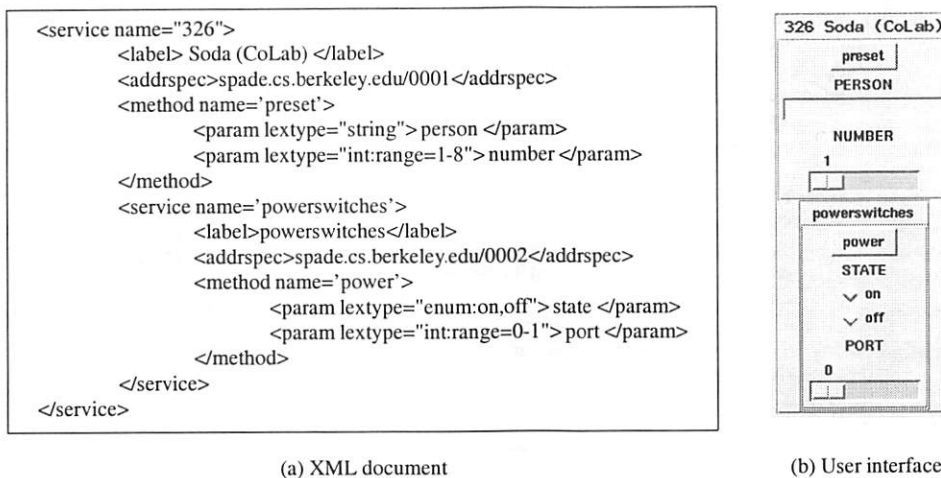 <service name="326">
<label> Soda (CoLab) </label>
<addrspec>spade.cs.berkeley.edu/0001</addrspec>
<method name='preset'>
<param lextype="string"> person </param>
<param lextype="int:range=1-8"> number </param>
</method>
<service name='powerswitches'>
<label>powerswitches</label>
<addrspec>spade.cs.berkeley.edu/0002</addrspec>
<method name='power'>
<param lextype="enum:on,off"> state </param>
<param lextype="int:range=0-1"> port </param>
</method>
</service>
</service>
(a) XML document
326 Soda (CoLab)
preset
PERSON
NUMBER
1
powerswitches
power
STATE
on
off
PORT
0
(b) User interface